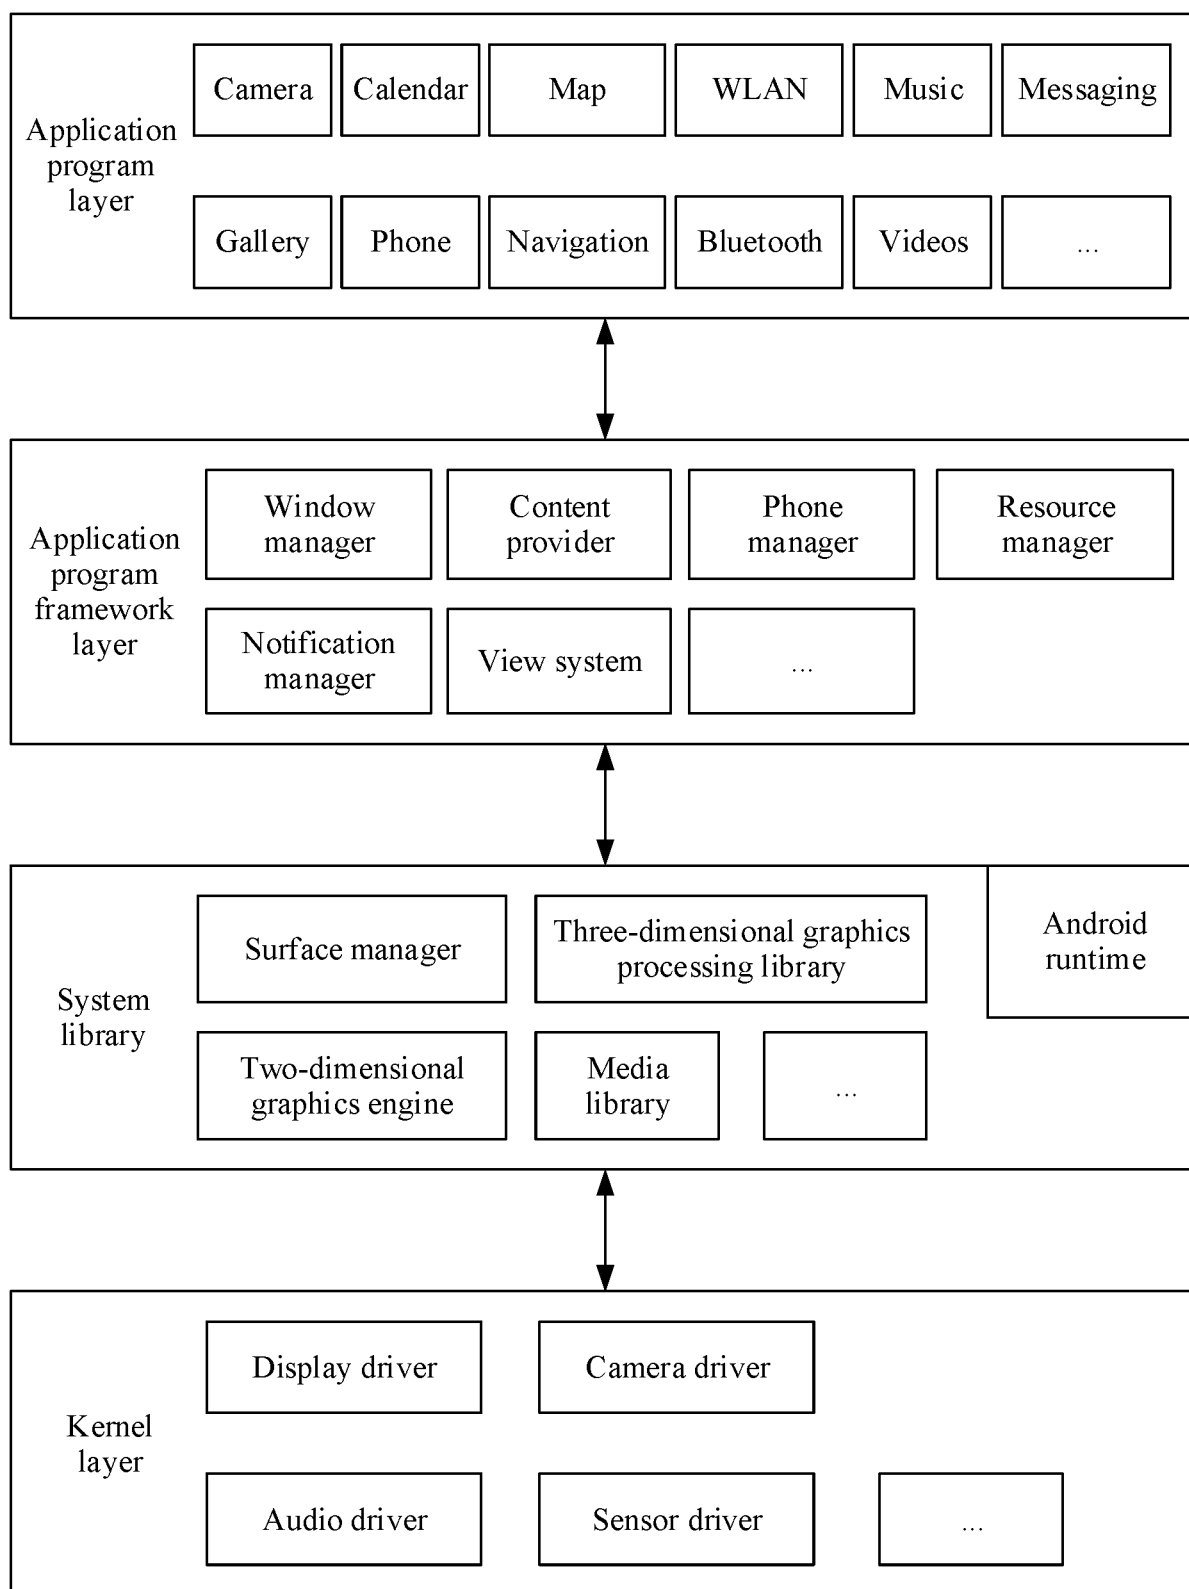 Application
program
layer
Camera
Calendar
Map
WLAN
Music
Messaging
Gallery
Phone
Navigation
Bluetooth
Videos
...
Application
program
framework
layer
Window
manager
Content
provider
Phone
manager
Resource
manager
Notification
manager
View system
...
System
library
Surface manager
Three-dimensional graphics
processing library
Android
runtime
Two-dimensional
graphics engine
Media
library
...
Kernel
layer
Display driver
Camera driver
Audio driver
Sensor driver
...